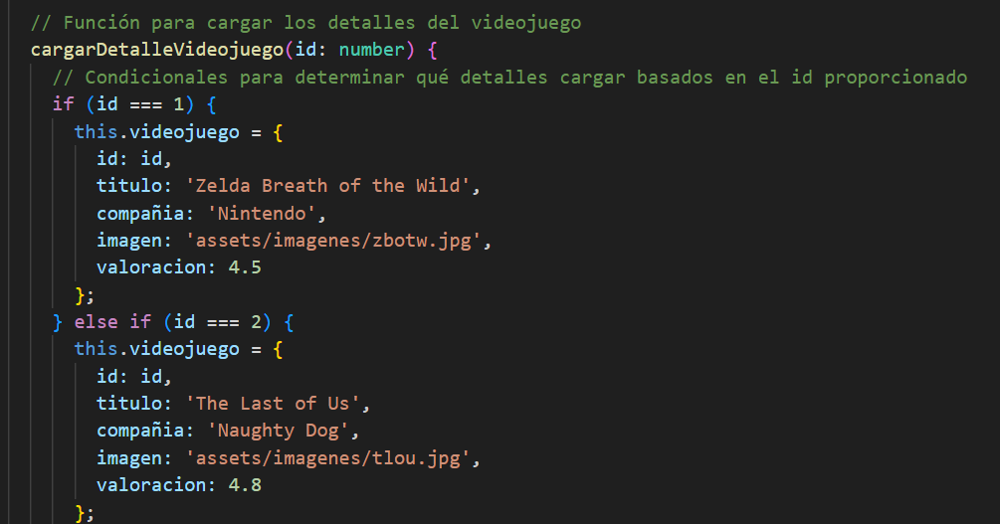 // Función para cargar los detalles del videojuego
cargarDetalleVideojuego(id: number) {
// Condicionales para determinar qué detalles cargar basados en el id proporcionado
if (id === 1) {
this.videojuego = {
id: id,
titulo: 'Zelda Breath of the Wild',
compañia: 'Nintendo',
imagen: 'assets/imagenes/zbotw.jpg',
valoracion: 4.5
};
} else if (id === 2) {
this.videojuego = {
id: id,
titulo: 'The Last of Us',
compañia: 'Naughty Dog',
imagen: 'assets/imagenes/tlou.jpg',
valoracion: 4.8
};